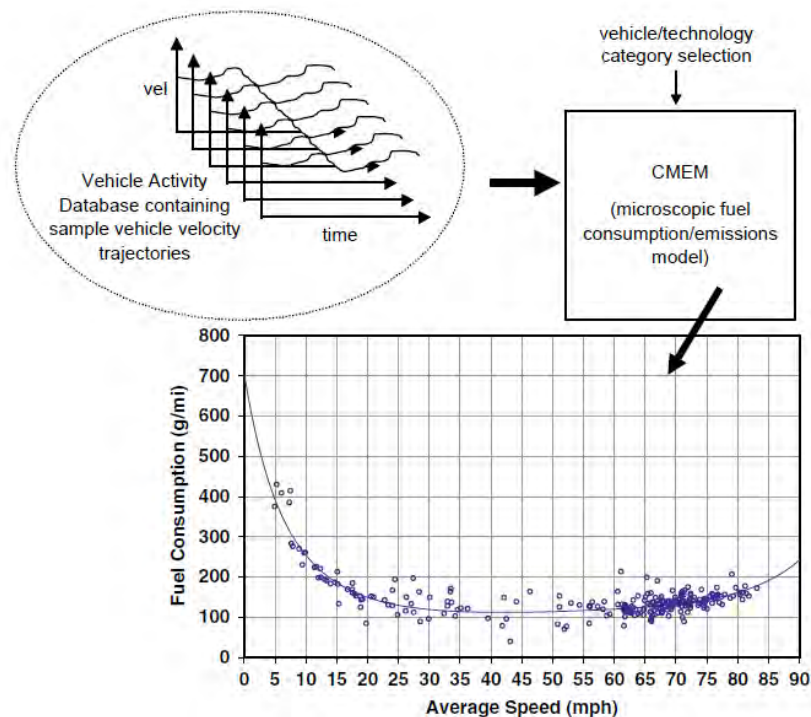 vehicle/technology
category selection
vel
Vehicle Activity
Database containing
sample vehicle velocity
trajectories
time
CMEM
(microscopic fuel
consumption/emissions
model)
800
700
600
500
400
300
200
100
0
Fuel Consumption (g/mi)
0 5 10 15 20 25 30 35 40 45 50 55 60 65 70 75 80 85 90
Average Speed (mph)